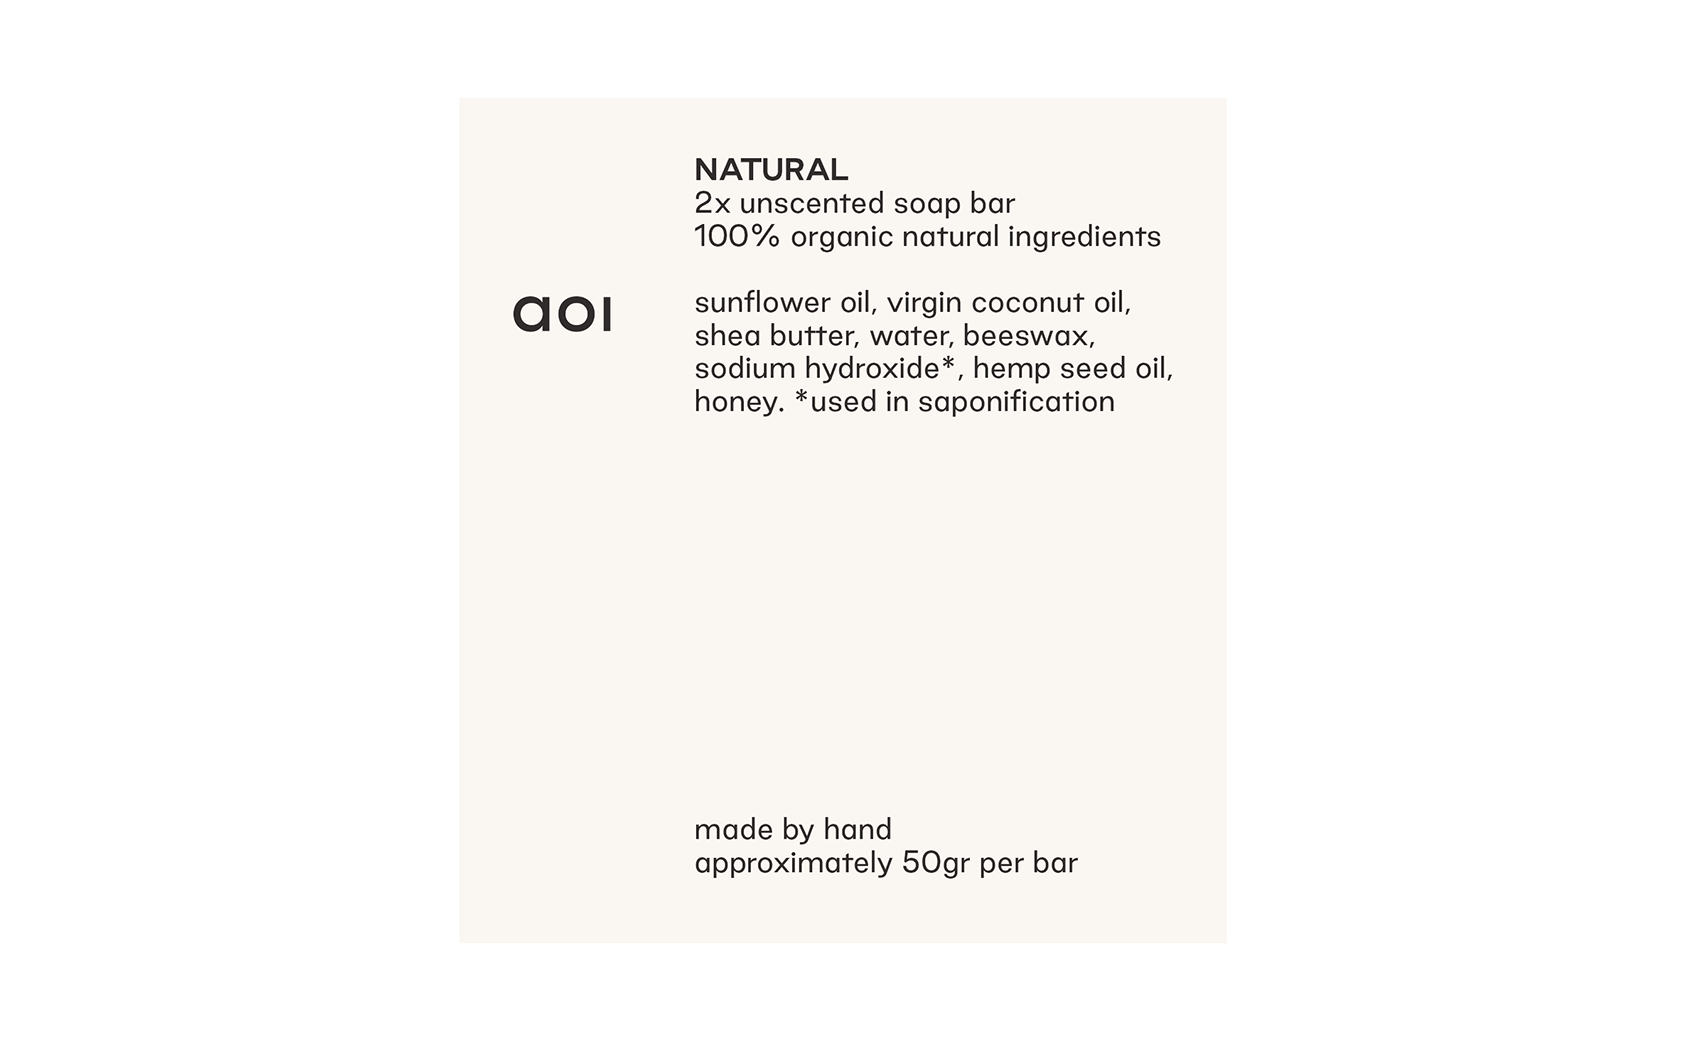 NATURAL
2x unscented soap bar
100% organic natural ingredients
aoi
sunflower oil, virgin coconut oil,
shea butter, water, beeswax,
sodium hydroxide*, hemp seed oil,
honey. *used in saponification
made by hand
approximately 50gr per bar